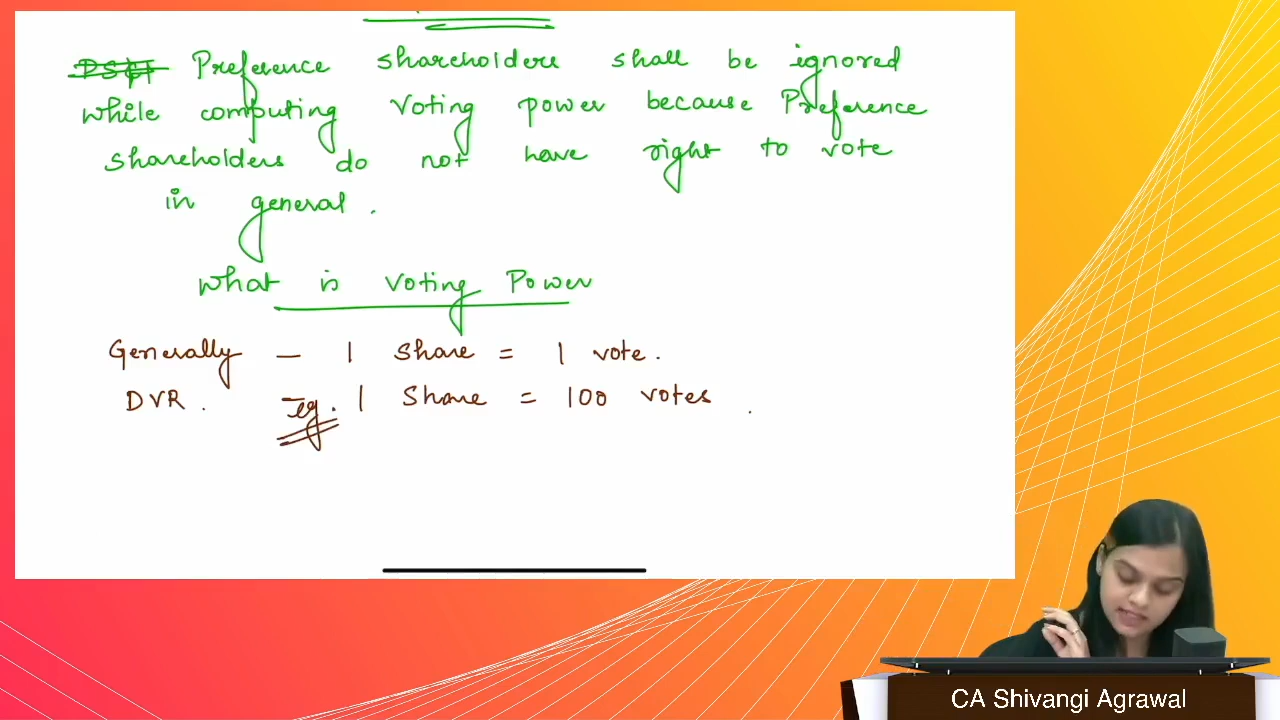 Preference shareholders shall be ignored
while computing voting power because Preference
shareholders do not have right to vote
in general.
What is Voting Power
Generally — 1 Share = 1 vote.
DVR. eg. 1 Share = 100 votes.
CA Shivangi Agrawal